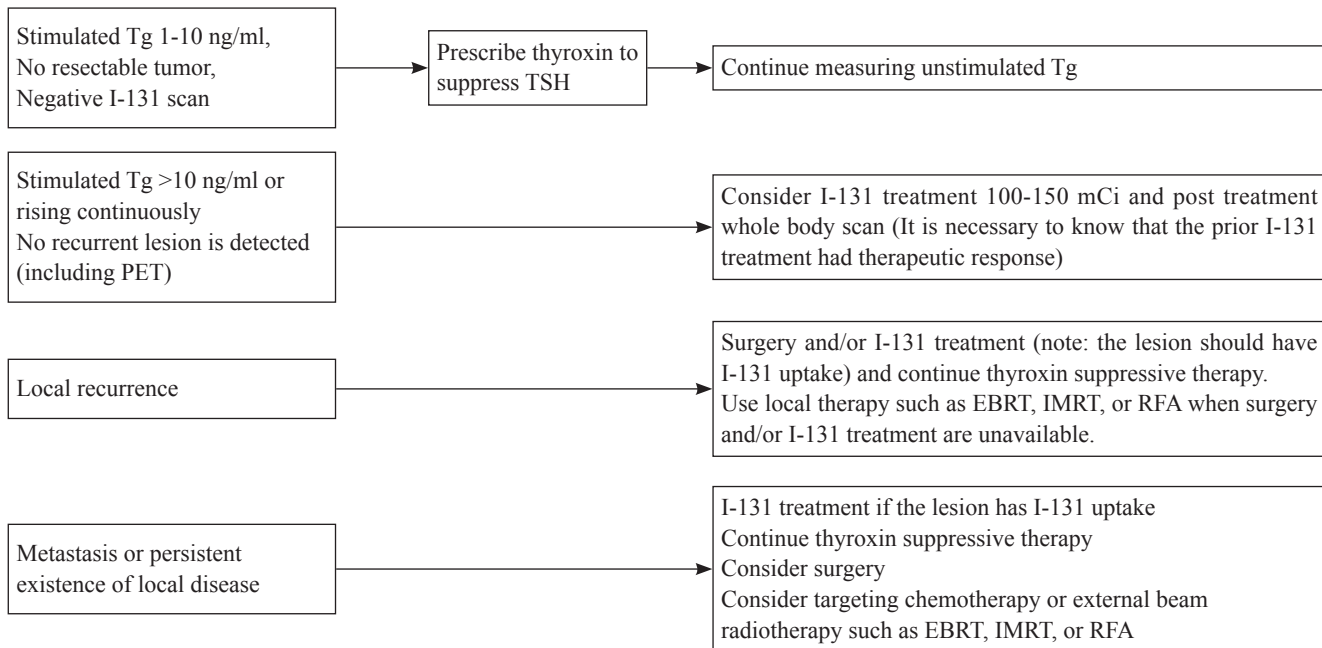 Stimulated Tg 1-10 ng/ml,
No resectable tumor,
Negative I-131 scan
Prescribe thyroxin to
suppress TSH
Continue measuring unstimulated Tg
Stimulated Tg >10 ng/ml or
rising continuously
No recurrent lesion is detected
(including PET)
Consider I-131 treatment 100-150 mCi and post treatment
whole body scan (It is necessary to know that the prior I-131
treatment had therapeutic response)
Local recurrence
Surgery and/or I-131 treatment (note: the lesion should have
I-131 uptake) and continue thyroxin suppressive therapy.
Use local therapy such as EBRT, IMRT, or RFA when surgery
and/or I-131 treatment are unavailable.
Metastasis or persistent
existence of local disease
I-131 treatment if the lesion has I-131 uptake
Continue thyroxin suppressive therapy
Consider surgery
Consider targeting chemotherapy or external beam
radiotherapy such as EBRT, IMRT, or RFA